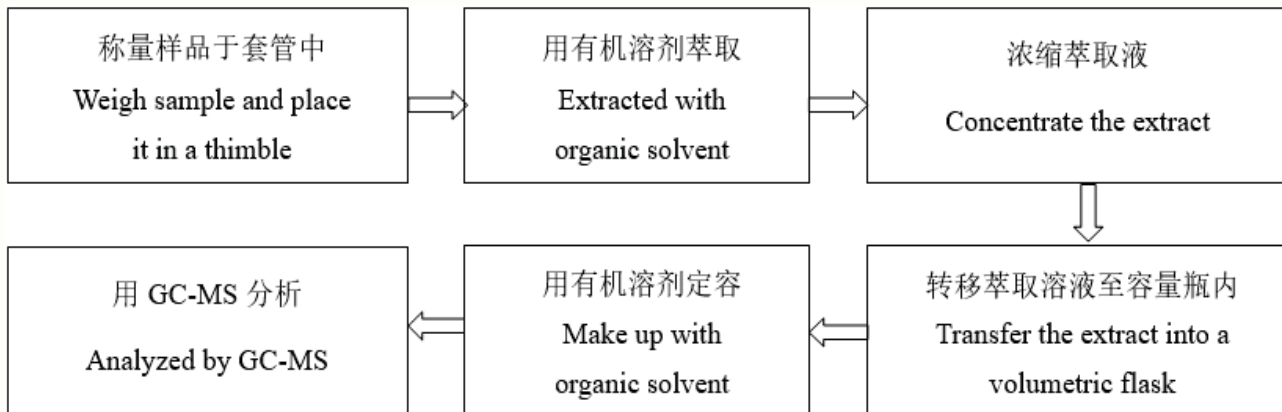 称量样品于套管中
Weigh sample and place
it in a thimble
用有机溶剂萃取
Extracted with
organic solvent
浓缩萃取液
Concentrate the extract
转移萃取溶液至容量瓶内
Transfer the extract into a
volumetric flask
用有机溶剂定容
Make up with
organic solvent
用 GC-MS 分析
Analyzed by GC-MS